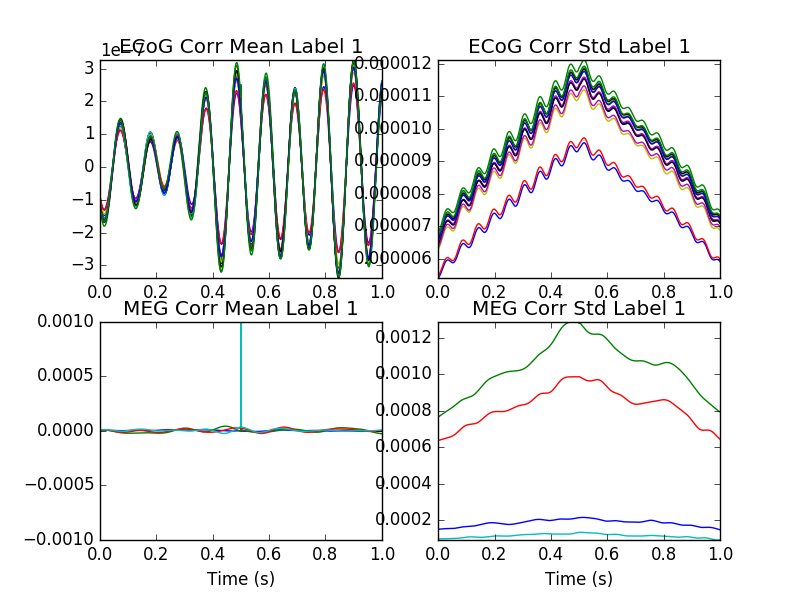 1e−7
ECoG Corr Mean Label 1
3
2
1
0
−1
−2
−3
0.0 0.2 0.4 0.6 0.8 1.0
ECoG Corr Std Label 1
0.000012
0.000011
0.000010
0.000009
0.000008
0.000007
0.000006
0.0 0.2 0.4 0.6 0.8 1.0
MEG Corr Mean Label 1
0.0010
0.0005
0.0000
−0.0005
−0.0010
0.0 0.2 0.4 0.6 0.8 1.0
Time (s)
MEG Corr Std Label 1
0.0012
0.0010
0.0008
0.0006
0.0004
0.0002
0.0 0.2 0.4 0.6 0.8 1.0
Time (s)